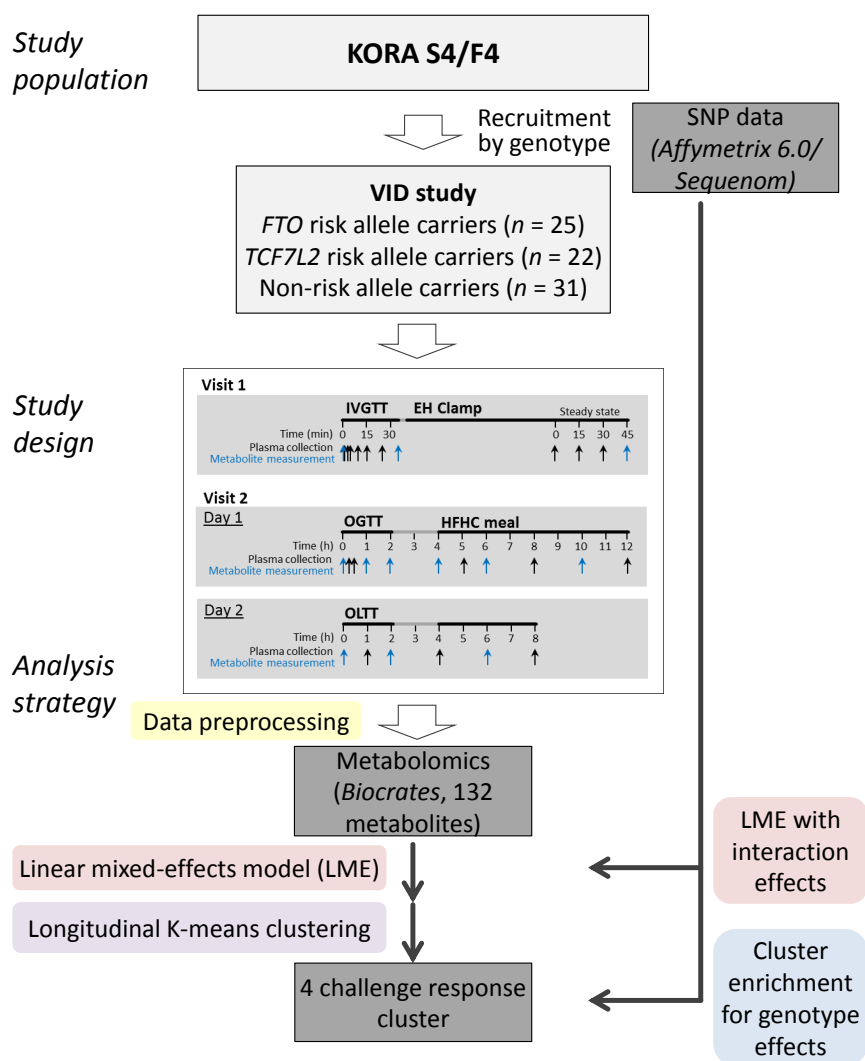 Study
population
KORA S4/F4
Recruitment
by genotype
SNP data
(Affymetrix 6.0/
Sequenom)
VID study
FTO risk allele carriers (n = 25)
TCF7L2 risk allele carriers (n = 22)
Non-risk allele carriers (n = 31)
Study
design
Visit 1
IVGTT
EH Clamp
Steady state
Time (min) 0 15 30 0 15 30 45
Plasma collection
Metabolite measurement
Visit 2
Day 1
OGTT
HFHC meal
Time (h) 0 1 2 3 4 5 6 7 8 9 10 11 12
Plasma collection
Metabolite measurement
Day 2
OLTT
Time (h) 0 1 2 3 4 5 6 7 8
Plasma collection
Metabolite measurement
Analysis
strategy
Data preprocessing
Metabolomics
(Biocrates, 132
metabolites)
Linear mixed-effects model (LME)
LME with
interaction
effects
Longitudinal K-means clustering
4 challenge response
cluster
Cluster
enrichment
for genotype
effects